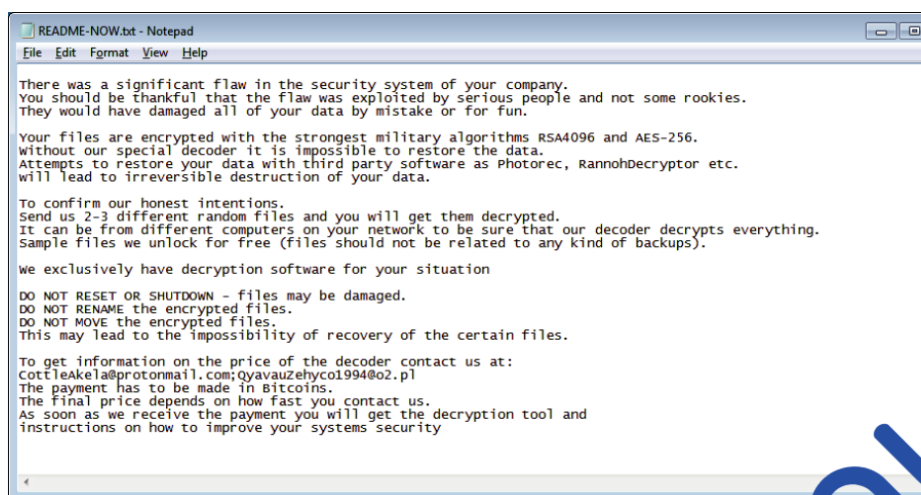 README-NOW.txt - Notepad
File Edit Format View Help
There was a significant flaw in the security system of your company.
You should be thankful that the flaw was exploited by serious people and not some rookies.
They would have damaged all of your data by mistake or for fun.
Your files are encrypted with the strongest military algorithms RSA4096 and AES-256.
Without our special decoder it is impossible to restore the data.
Attempts to restore your data with third party software as Photorec, RannohDecryptor etc.
will lead to irreversible destruction of your data.
To confirm our honest intentions.
Send us 2-3 different random files and you will get them decrypted.
It can be from different computers on your network to be sure that our decoder decrypts everything.
Sample files we unlock for free (files should not be related to any kind of backups).
We exclusively have decryption software for your situation
DO NOT RESET OR SHUTDOWN - files may be damaged.
DO NOT RENAME the encrypted files.
DO NOT MOVE the encrypted files.
This may lead to the impossibility of recovery of the certain files.
To get information on the price of the decoder contact us at:
CottleAkela@protonmail.com;QyavauZehyco1994@o2.pl
The payment has to be made in Bitcoins.
The final price depends on how fast you contact us.
As soon as we receive the payment you will get the decryption tool and
instructions on how to improve your systems security